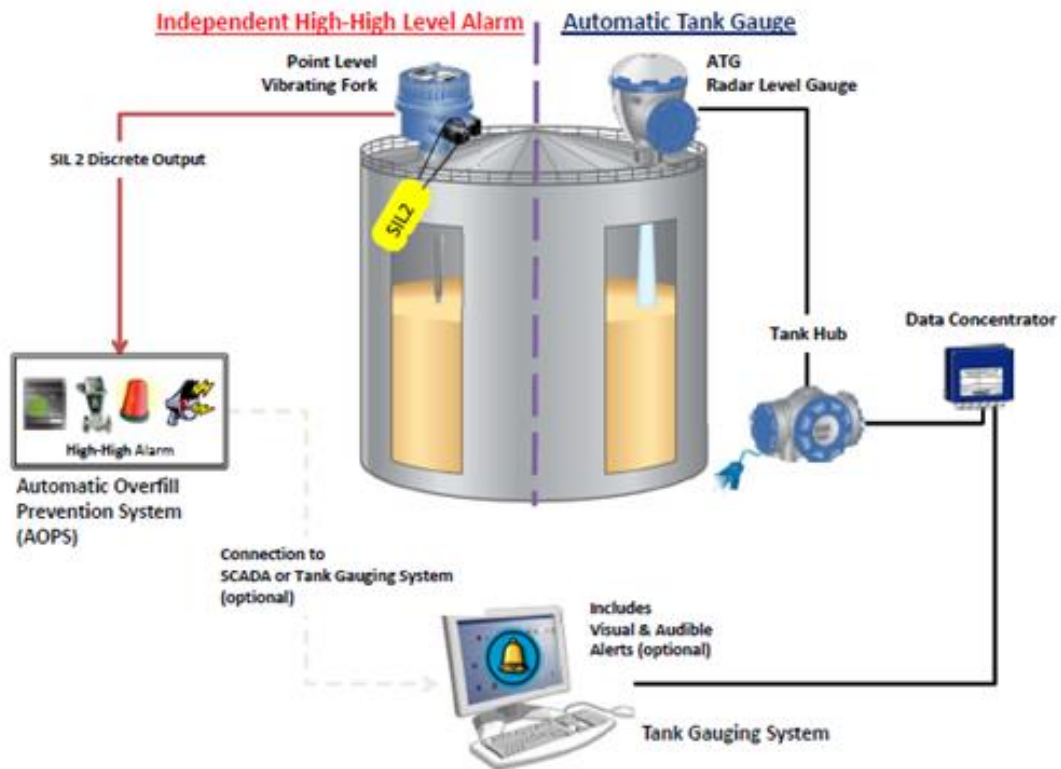 Independent High-High Level Alarm
Automatic Tank Gauge
Point Level
Vibrating Fork
ATG
Radar Level Gauge
SIL 2 Discrete Output
SIL2
Tank Hub
Data Concentrator
High-High Alarm
Automatic Overfill
Prevention System
(AOPS)
Connection to
SCADA or Tank Gauging System
(optional)
Includes
Visual & Audible
Alerts (optional)
Tank Gauging System